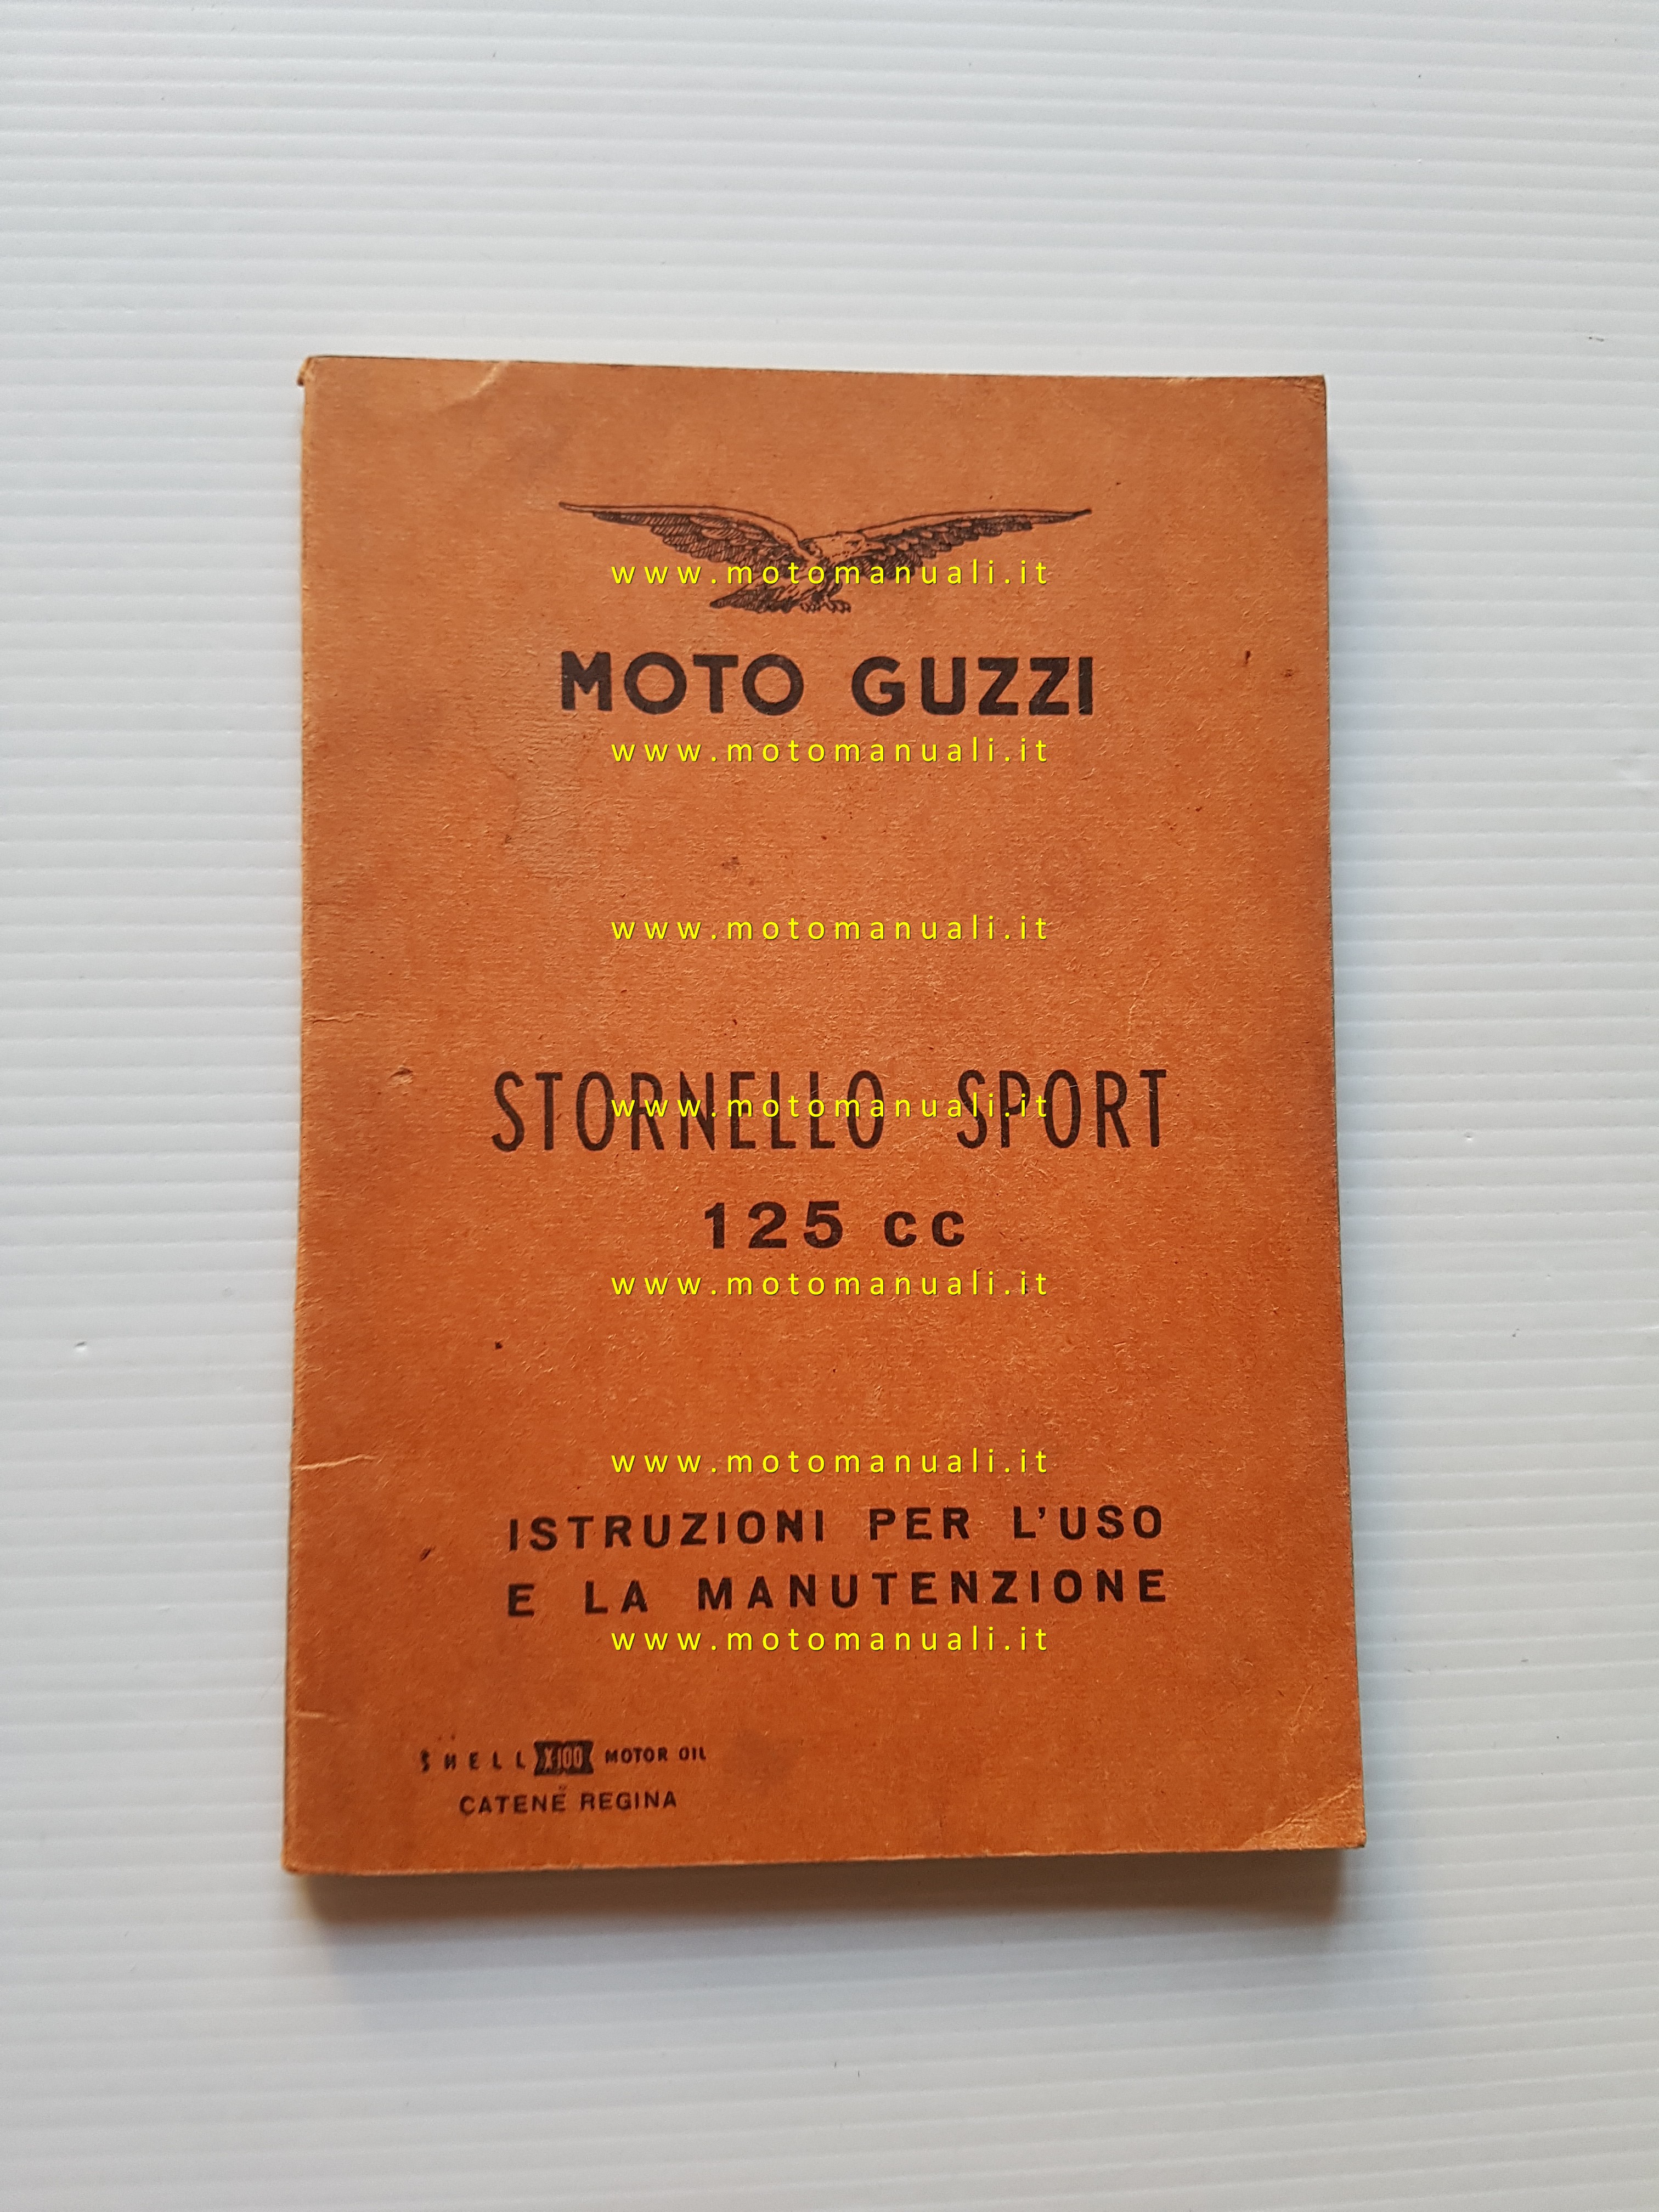 www.motomanuali.it
MOTO GUZZI
www.motomanuali.it
www.motomanuali.it
STORNELLO SPORT
www.motomanuali.it
125 cc
www.motomanuali.it
www.motomanuali.it
ISTRUZIONI PER L'USO
E LA MANUTENZIONE
www.motomanuali.it
SHELL X-100 MOTOR OIL
CATENE REGINA